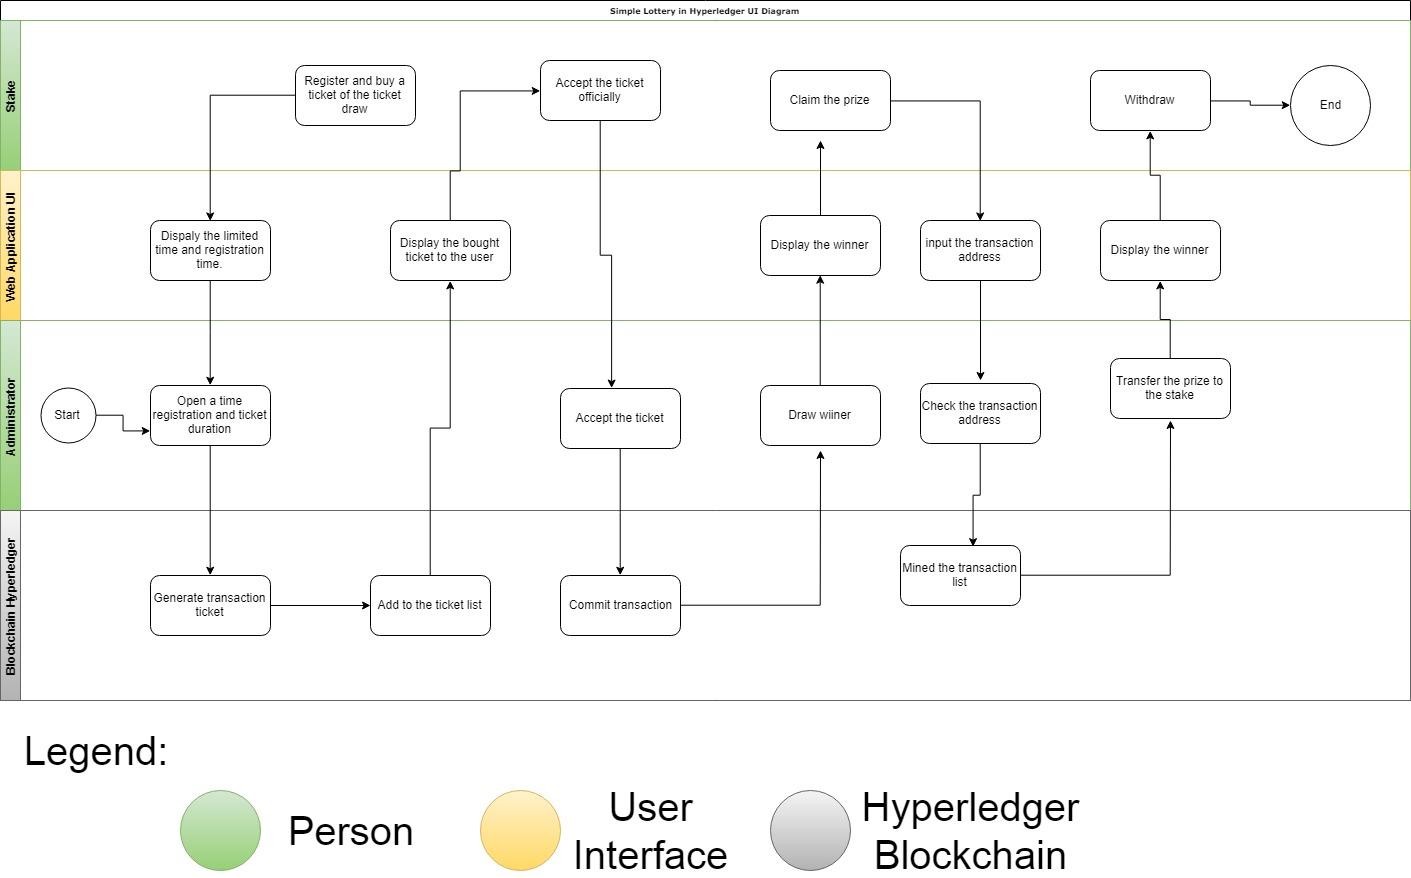 Simple Lottery in Hyperledger UI Diagram
Stake
Register and buy a
ticket of the ticket
draw
Accept the ticket
officially
Claim the prize
Withdraw
End
Web Application UI
Dispaly the limited
time and registration
time.
Display the bought
ticket to the user
Display the winner
input the transaction
address
Display the winner
Administrator
Start
Open a time
registration and ticket
duration
Accept the ticket
Draw wiiner
Check the transaction
address
Transfer the prize to
the stake
Blockchain Hyperledger
Generate transaction
ticket
Add to the ticket list
Commit transaction
Mined the transaction
list
Legend:
Person
User
Interface
Hyperledger
Blockchain